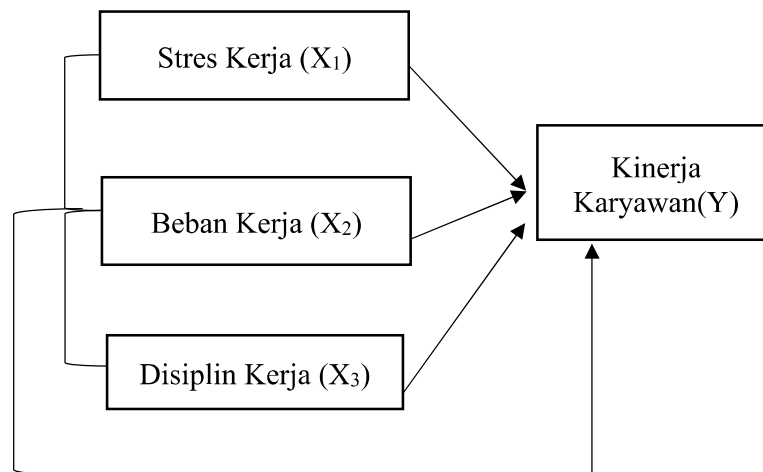 Stres Kerja (X₁)
Kinerja
Karyawan(Y)
Beban Kerja (X₂)
Disiplin Kerja (X₃)